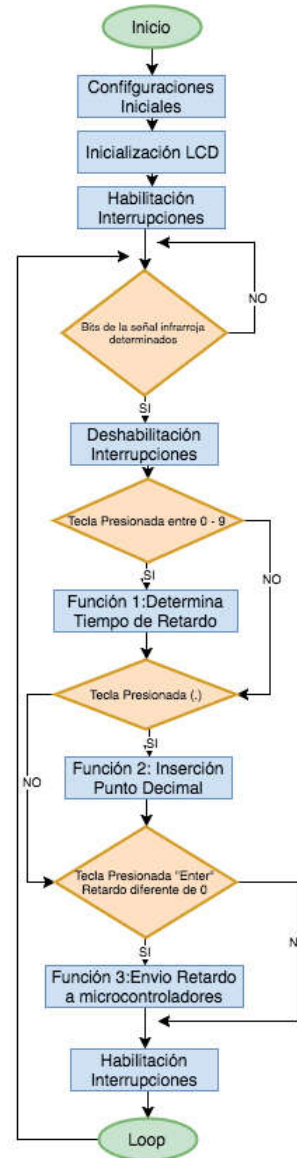 Inicio
Confifguraciones
Iniciales
Inicialización LCD
Habilitación
Interrupciones
NO
Bits de la señal infrarroja
determinados
SI
Deshabilitación
Interrupciones
Tecla Presionada entre 0 - 9
NO
SI
Función 1:Determina
Tiempo de Retardo
Tecla Presionada (.)
SI
NO
Función 2: Inserción
Punto Decimal
Tecla Presionada "Enter"
Retardo diferente de 0
SI
Función 3:Envio Retardo
a microcontroladores
Habilitación
Interrupciones
Loop